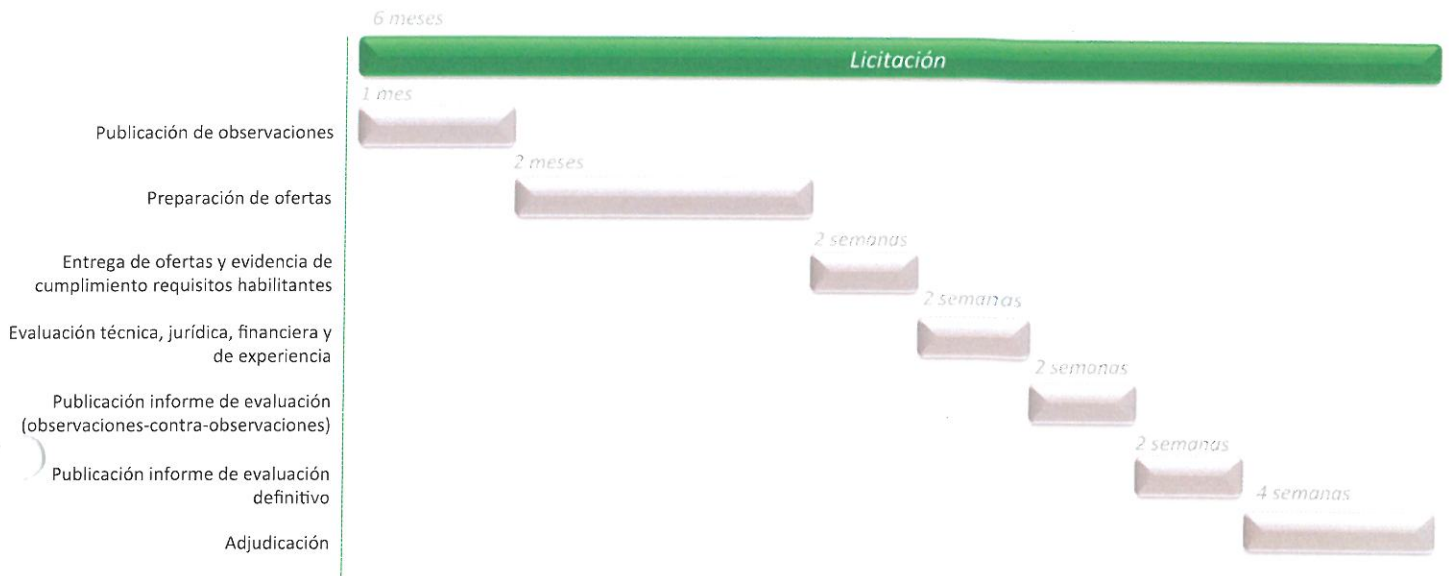 6 meses
Licitación
1 mes
Publicación de observaciones
2 meses
Preparación de ofertas
2 semanas
Entrega de ofertas y evidencia de
cumplimiento requisitos habilitantes
2 semanas
Evaluación técnica, jurídica, financiera y
de experiencia
2 semanas
Publicación informe de evaluación
(observaciones-contra-observaciones)
2 semanas
Publicación informe de evaluación
definitivo
4 semanas
Adjudicación